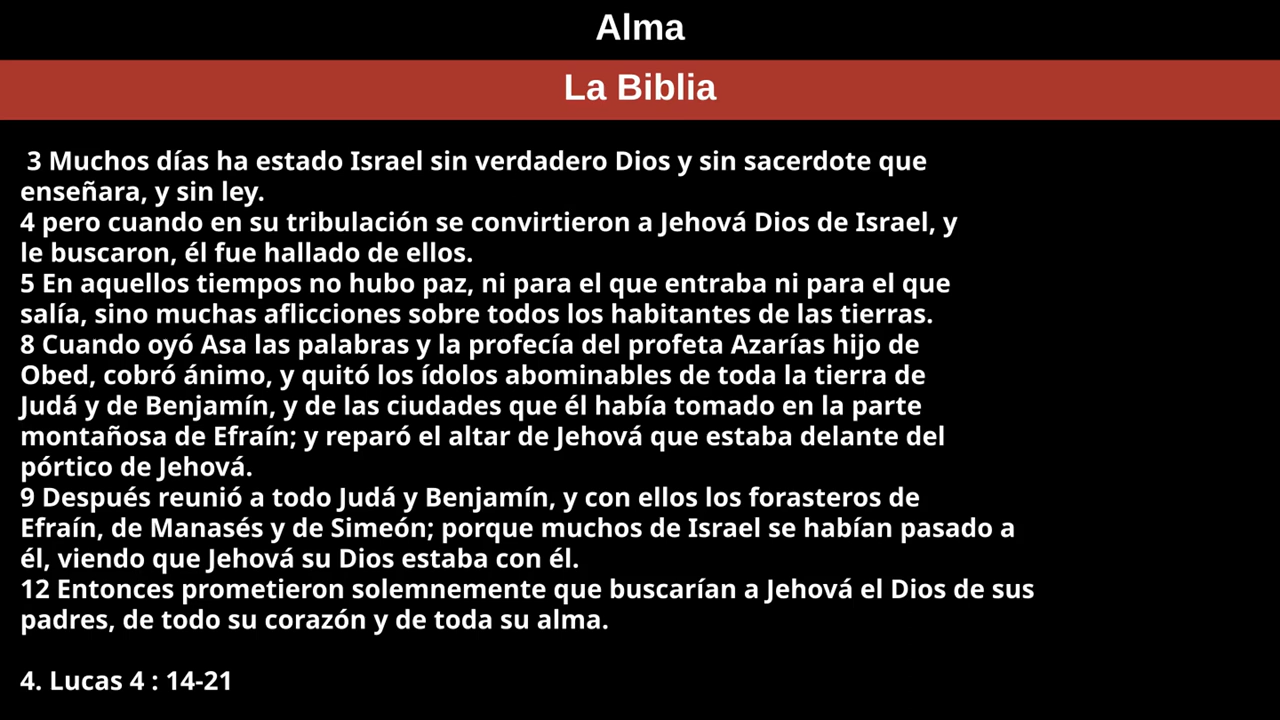 Alma
La Biblia
3 Muchos días ha estado Israel sin verdadero Dios y sin sacerdote que
enseñara, y sin ley.
4 pero cuando en su tribulación se convirtieron a Jehová Dios de Israel, y
le buscaron, él fue hallado de ellos.
5 En aquellos tiempos no hubo paz, ni para el que entraba ni para el que
salía, sino muchas aflicciones sobre todos los habitantes de las tierras.
8 Cuando oyó Asa las palabras y la profecía del profeta Azarías hijo de
Obed, cobró ánimo, y quitó los ídolos abominables de toda la tierra de
Judá y de Benjamín, y de las ciudades que él había tomado en la parte
montañosa de Efraín; y reparó el altar de Jehová que estaba delante del
pórtico de Jehová.
9 Después reunió a todo Judá y Benjamín, y con ellos los forasteros de
Efraín, de Manasés y de Simeón; porque muchos de Israel se habían pasado a
él, viendo que Jehová su Dios estaba con él.
12 Entonces prometieron solemnemente que buscarían a Jehová el Dios de sus
padres, de todo su corazón y de toda su alma.
4. Lucas 4 : 14-21